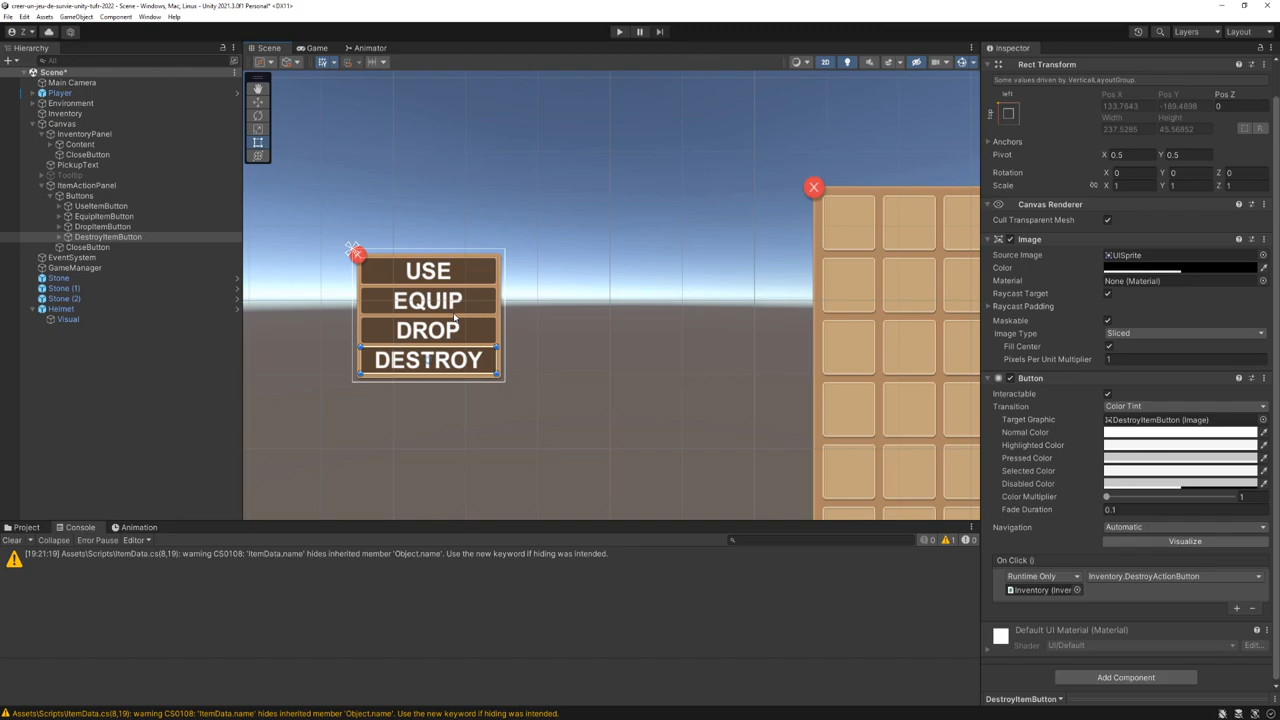 creer-un-jeu-de-survie-unity-tufr-2022 - Scene - Windows, Mac, Linux - Unity 2021.3.0f1 Personal* <DX11>
File Edit Assets GameObject Component Window Help
Z Layers Layout
Hierarchy Scene Game Animator Inspector
All
Scene*
Main Camera
Player
Environment
Inventory
Canvas
InventoryPanel
Content
CloseButton
PickupText
Tooltip
ItemActionPanel
Buttons
UseItemButton
EquipItemButton
DropItemButton
DestroyItemButton
CloseButton
EventSystem
GameManager
Stone
Stone (1)
Stone (2)
Helmet
Visual
2D
USE
EQUIP
DROP
DESTROY
Rect Transform
Some values driven by VerticalLayoutGroup.
left Pos X Pos Y Pos Z
top 133.7643 -189.4898 0
Width Height
237.5285 45.56852 R
Anchors
Pivot X 0.5 Y 0.5
Rotation X 0 Y 0 Z 0
Scale X 1 Y 1 Z 1
Canvas Renderer
Cull Transparent Mesh
Image
Source Image UISprite
Color
Material None (Material)
Raycast Target
Raycast Padding
Maskable
Image Type Sliced
Fill Center
Pixels Per Unit Multiplier 1
Button
Interactable
Transition Color Tint
Target Graphic DestroyItemButton (Image)
Normal Color
Highlighted Color
Pressed Color
Selected Color
Disabled Color
Color Multiplier 1
Fade Duration 0.1
Navigation Automatic
Visualize
On Click ()
Runtime Only Inventory.DestroyActionButton
Inventory (Inver
Default UI Material (Material)
Shader UI/Default Edit...
Add Component
DestroyItemButton
Project Console Animation
Clear Collapse Error Pause Editor 0 1 0
[19:21:19] Assets\Scripts\ItemData.cs(8,19): warning CS0108: 'ItemData.name' hides inherited member 'Object.name'. Use the new keyword if hiding was intended.
Assets\Scripts\ItemData.cs(8,19): warning CS0108: 'ItemData.name' hides inherited member 'Object.name'. Use the new keyword if hiding was intended.